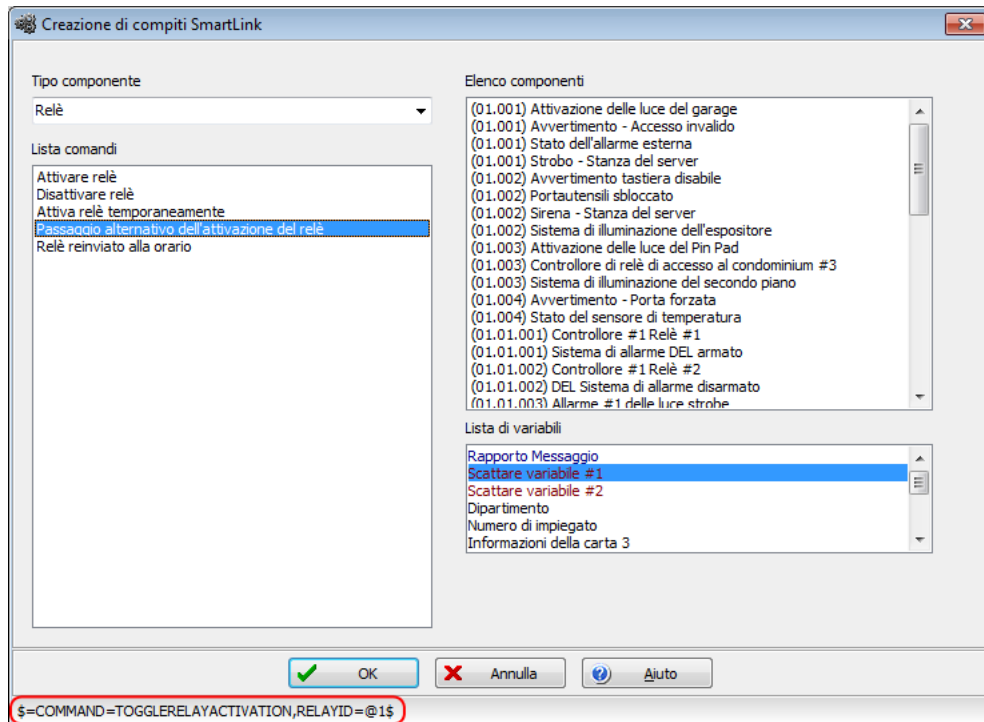 Creazione di compiti SmartLink
Tipo componente
Relè
Lista comandi
Attivare relè
Disattivare relè
Attiva relè temporaneamente
Passaggio alternativo dell'attivazione del relè
Relè reinviato alla orario
Elenco componenti
(01.001) Attivazione delle luce del garage
(01.001) Avvertimento - Accesso invalido
(01.001) Stato dell'allarme esterna
(01.001) Strobo - Stanza del server
(01.002) Avvertimento tastiera disabile
(01.002) Portautensili sbloccato
(01.002) Sirena - Stanza del server
(01.002) Sistema di illuminazione dell'espositore
(01.003) Attivazione delle luce del Pin Pad
(01.003) Controllore di relè di accesso al condominium #3
(01.003) Sistema di illuminazione del secondo piano
(01.004) Avvertimento - Porta forzata
(01.004) Stato del sensore di temperatura
(01.01.001) Controllore #1 Relè #1
(01.01.001) Sistema di allarme DEL armato
(01.01.002) Controllore #1 Relè #2
(01.01.002) DEL Sistema di allarme disarmato
(01.01.003) Allarme #1 delle luce strobe
Lista di variabili
Rapporto Messaggio
Scattare variabile #1
Scattare variabile #2
Dipartimento
Numero di impiegato
Informazioni della carta 3
OK
Annulla
Aiuto
$=COMMAND=TOGGLERELAYACTIVATION,RELAYID=@1$